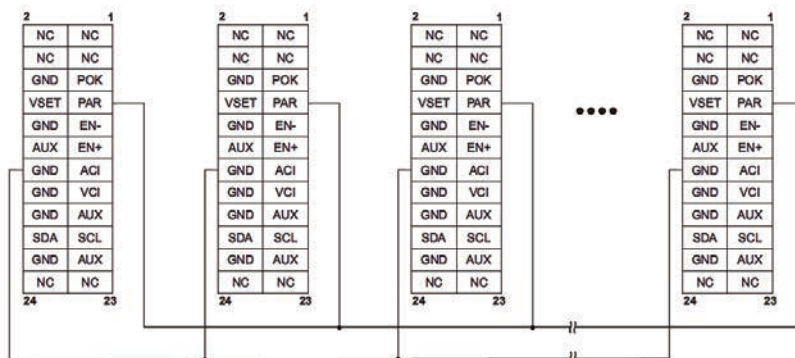 2 1 2 1 2 1 2 1
NC NC NC NC NC NC NC NC
NC NC NC NC NC NC NC NC
GND POK GND POK GND POK GND POK
VSET PAR VSET PAR VSET PAR VSET PAR
GND EN- GND EN- GND EN- GND EN-
AUX EN+ AUX EN+ AUX EN+ AUX EN+
GND ACI GND ACI GND ACI GND ACI
GND VCI GND VCI GND VCI GND VCI
GND AUX GND AUX GND AUX GND AUX
SDA SCL SDA SCL SDA SCL SDA SCL
GND AUX GND AUX GND AUX GND AUX
NC NC NC NC NC NC NC NC
24 23 24 23 24 23 24 23